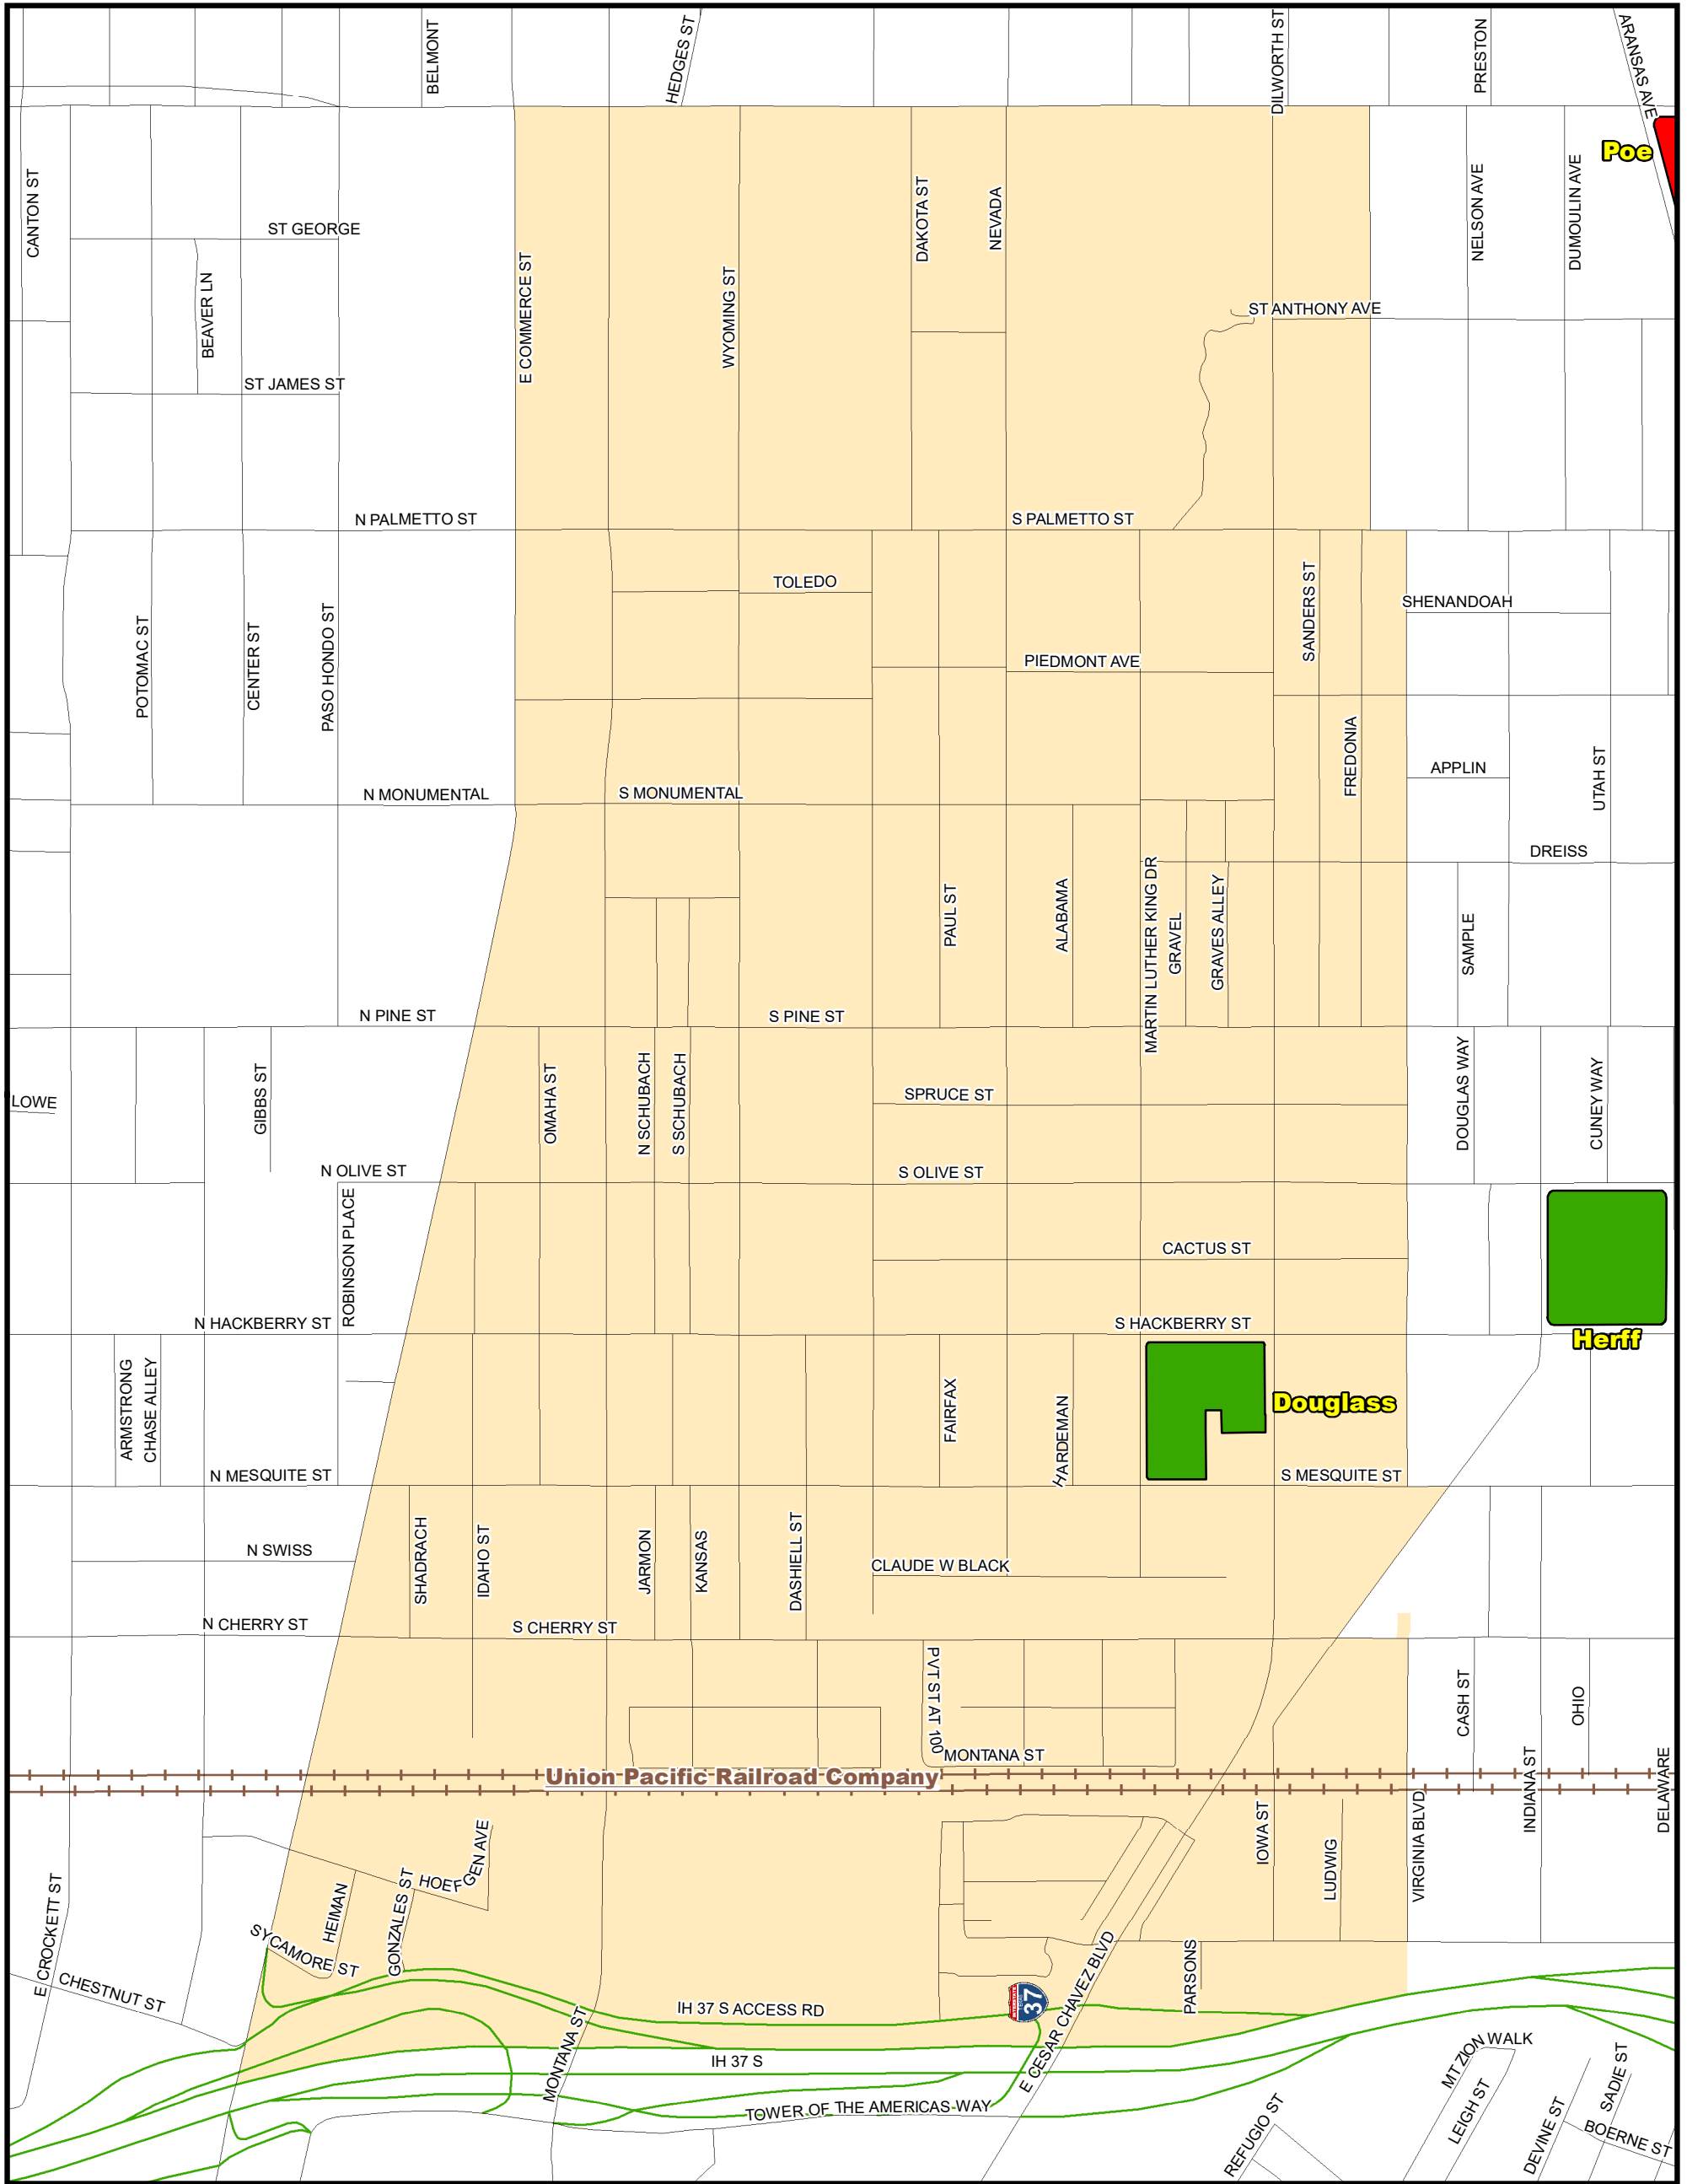 BELMONT
HEDGES ST
DILWORTH ST
PRESTON
ARANSAS AVE
Poe
CANTON ST
ST GEORGE
BEAVER LN
ST JAMES ST
E COMMERCE ST
WYOMING ST
DAKOTA ST
NEVADA
NELSON AVE
DUMOULIN AVE
ST ANTHONY AVE
N PALMETTO ST
S PALMETTO ST
TOLEDO
SANDERS ST
SHENANDOAH
POTOMAC ST
CENTER ST
PASO HONDO ST
PIEDMONT AVE
FREDONIA
APPLIN
UTAH ST
N MONUMENTAL
S MONUMENTAL
DREISS
PAUL ST
ALABAMA
MARTIN LUTHER KING DR
GRAVEL
GRAVES ALLEY
SAMPLE
N PINE ST
S PINE ST
LOWE
GIBBS ST
OMAHA ST
N SCHUBACH
S SCHUBACH
SPRUCE ST
DOUGLAS WAY
CUNEY WAY
N OLIVE ST
S OLIVE ST
ROBINSON PLACE
CACTUS ST
N HACKBERRY ST
S HACKBERRY ST
Herff
ARMSTRONG
CHASE ALLEY
FAIRFAX
HARDEMAN
Douglass
N MESQUITE ST
S MESQUITE ST
N SWISS
SHADRACH
IDAHO ST
JARMON
KANSAS
DASHIELL ST
CLAUDE W BLACK
N CHERRY ST
S CHERRY ST
PVT ST AT 100
CASH ST
OHIO
MONTANA ST
Union Pacific Railroad Company
INDIANA ST
DELAWARE
HOEFGEN AVE
IOWA ST
LUDWIG
VIRGINIA BLVD
E CROCKETT ST
HEIMAN
GONZALES ST
SYCAMORE ST
CHESTNUT ST
PARSONS
IH 37 S ACCESS RD
37
E CESAR CHAVEZ BLVD
MONTANA ST
IH 37 S
MT ZION WALK
TOWER OF THE AMERICAS WAY
REFUGIO ST
LEIGH ST
DEVINE ST
SADIE ST
BOERNE ST